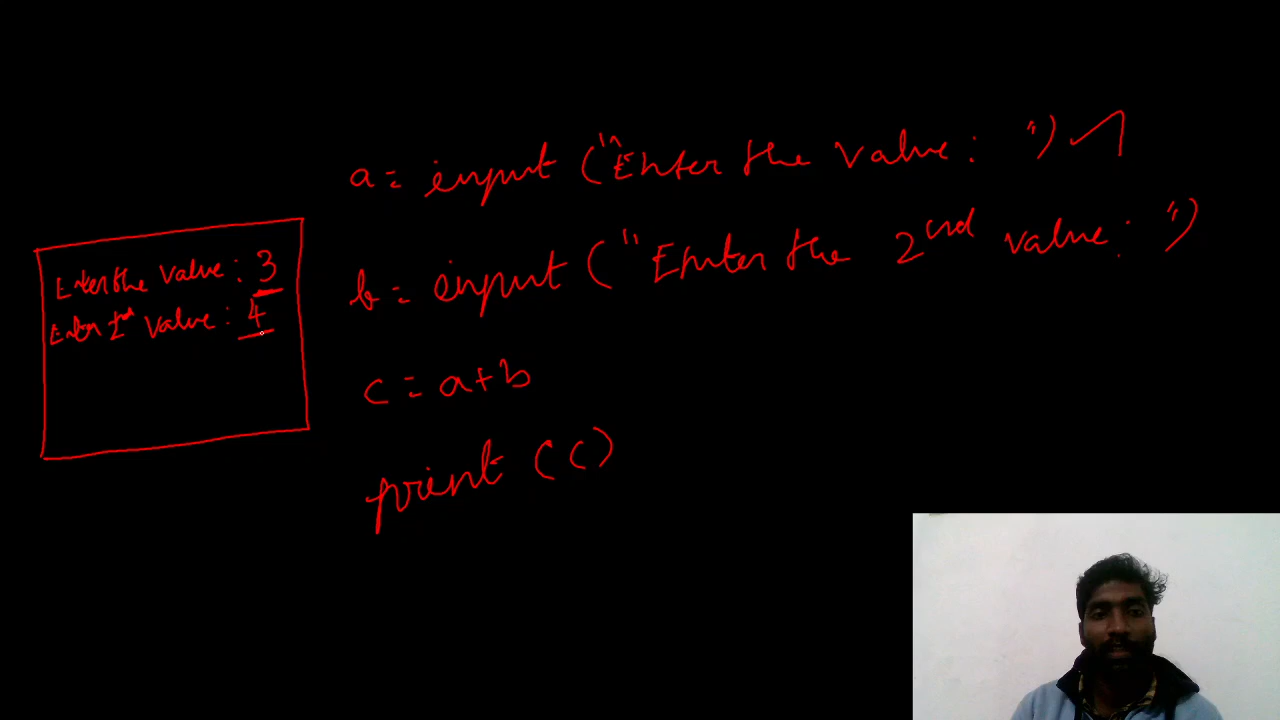 a = input ("Enter the value : ")
b = input ("Enter the 2nd value : ")
c = a+b
print (c)
Enter the value : 3
Enter 2nd value : 4